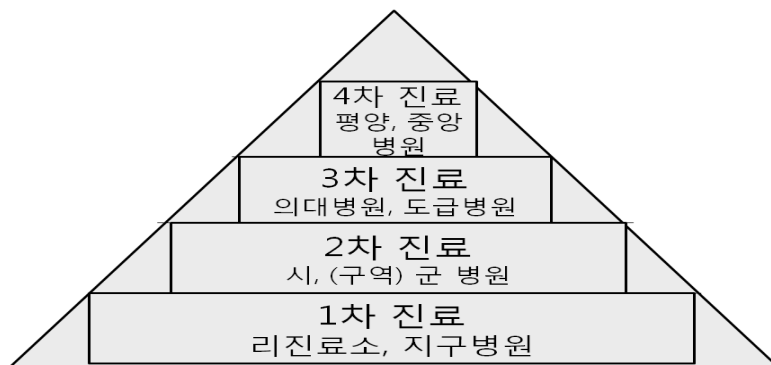 4차 진료
평양, 중앙
병원
3차 진료
의대병원, 도급병원
2차 진료
시, (구역) 군 병원
1차 진료
리진료소, 지구병원